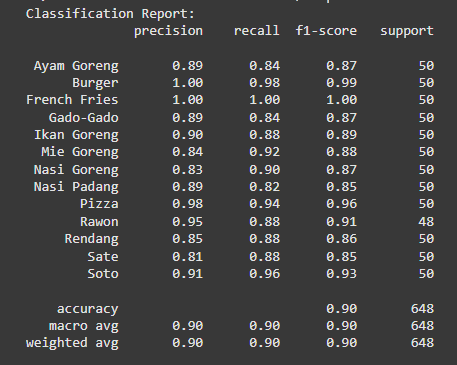 Classification Report:
precision recall f1-score support
Ayam Goreng 0.89 0.84 0.87 50
Burger 1.00 0.98 0.99 50
French Fries 1.00 1.00 1.00 50
Gado-Gado 0.89 0.84 0.87 50
Ikan Goreng 0.90 0.88 0.89 50
Mie Goreng 0.84 0.92 0.88 50
Nasi Goreng 0.83 0.90 0.87 50
Nasi Padang 0.89 0.82 0.85 50
Pizza 0.98 0.94 0.96 50
Rawon 0.95 0.88 0.91 48
Rendang 0.85 0.88 0.86 50
Sate 0.81 0.88 0.85 50
Soto 0.91 0.96 0.93 50
accuracy 0.90 648
macro avg 0.90 0.90 0.90 648
weighted avg 0.90 0.90 0.90 648